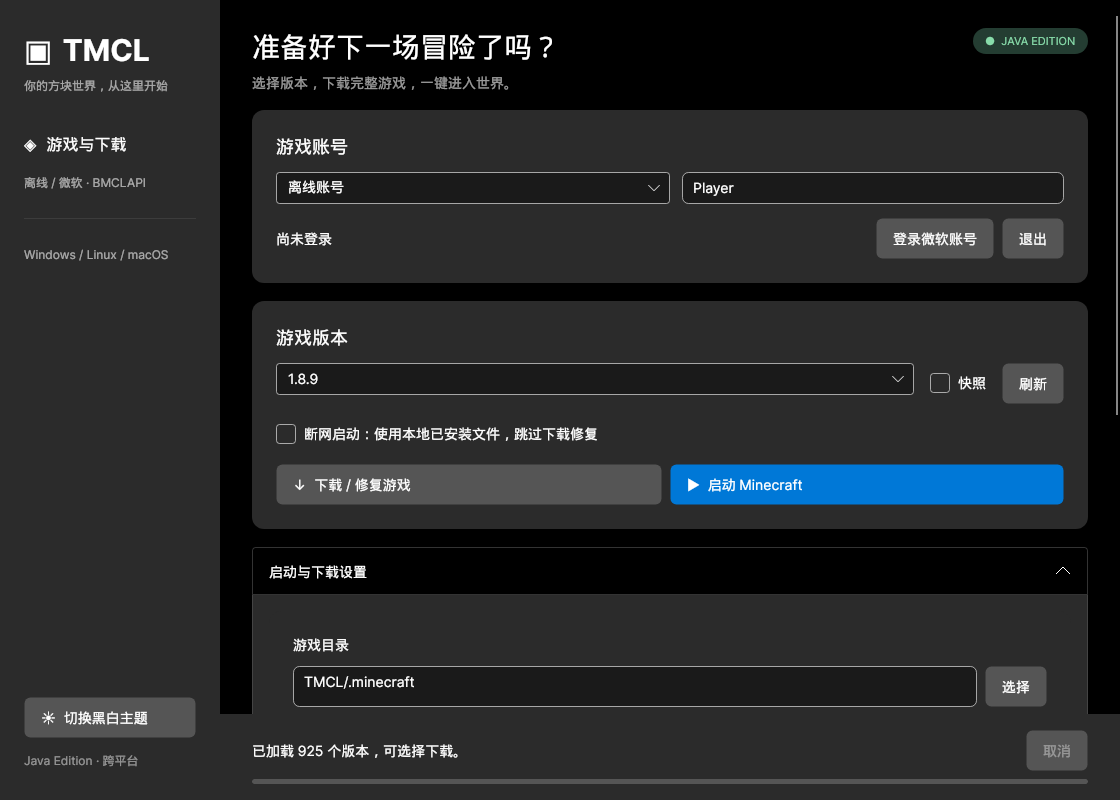 TMCL
你的方块世界，从这里开始
游戏与下载
离线 / 微软 · BMCLAPI
Windows / Linux / macOS
切换黑白主题
Java Edition · 跨平台
准备好下一场冒险了吗？
JAVA EDITION
选择版本，下载完整游戏，一键进入世界。
游戏账号
离线账号
Player
尚未登录
登录微软账号
退出
游戏版本
1.8.9
快照
刷新
断网启动：使用本地已安装文件，跳过下载修复
↓ 下载 / 修复游戏
▶ 启动 Minecraft
启动与下载设置
游戏目录
TMCL/.minecraft
选择
已加载 925 个版本，可选择下载。
取消